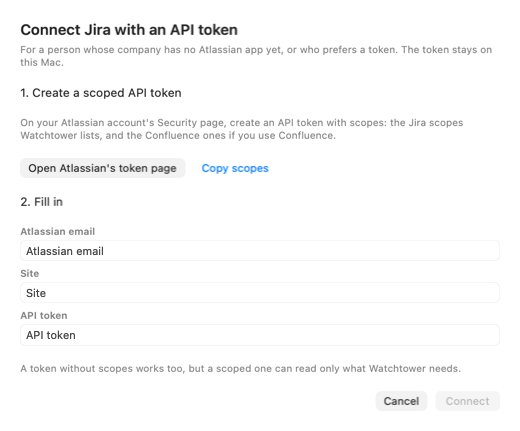 Connect Jira with an API token
For a person whose company has no Atlassian app yet, or who prefers a token. The token stays on
this Mac.
1. Create a scoped API token
On your Atlassian account's Security page, create an API token with scopes: the Jira scopes
Watchtower lists, and the Confluence ones if you use Confluence.
Open Atlassian's token page Copy scopes
2. Fill in
Atlassian email
Atlassian email
Site
Site
API token
API token
A token without scopes works too, but a scoped one can read only what Watchtower needs.
Cancel Connect